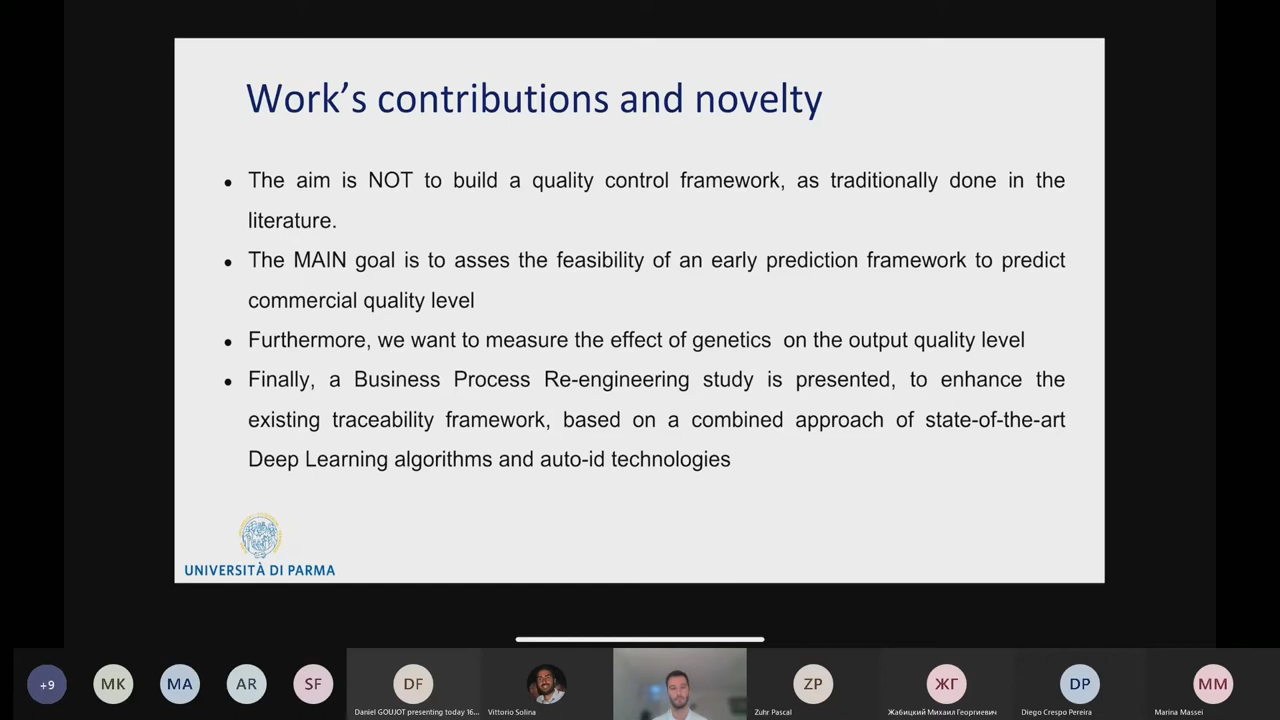 Work's contributions and novelty
• The aim is NOT to build a quality control framework, as traditionally done in the
literature.
• The MAIN goal is to asses the feasibility of an early prediction framework to predict
commercial quality level
• Furthermore, we want to measure the effect of genetics on the output quality level
• Finally, a Business Process Re-engineering study is presented, to enhance the
existing traceability framework, based on a combined approach of state-of-the-art
Deep Learning algorithms and auto-id technologies
UNIVERSITÀ DI PARMA
+9
MK
MA
AR
SF
DF
ZP
ЖГ
DP
MM
Daniel GOUJOT presenting today 16...
Vittorio Solina
Zuhr Pascal
Жабицкий Михаил Георгиевич
Diego Crespo Pereira
Marina Massei